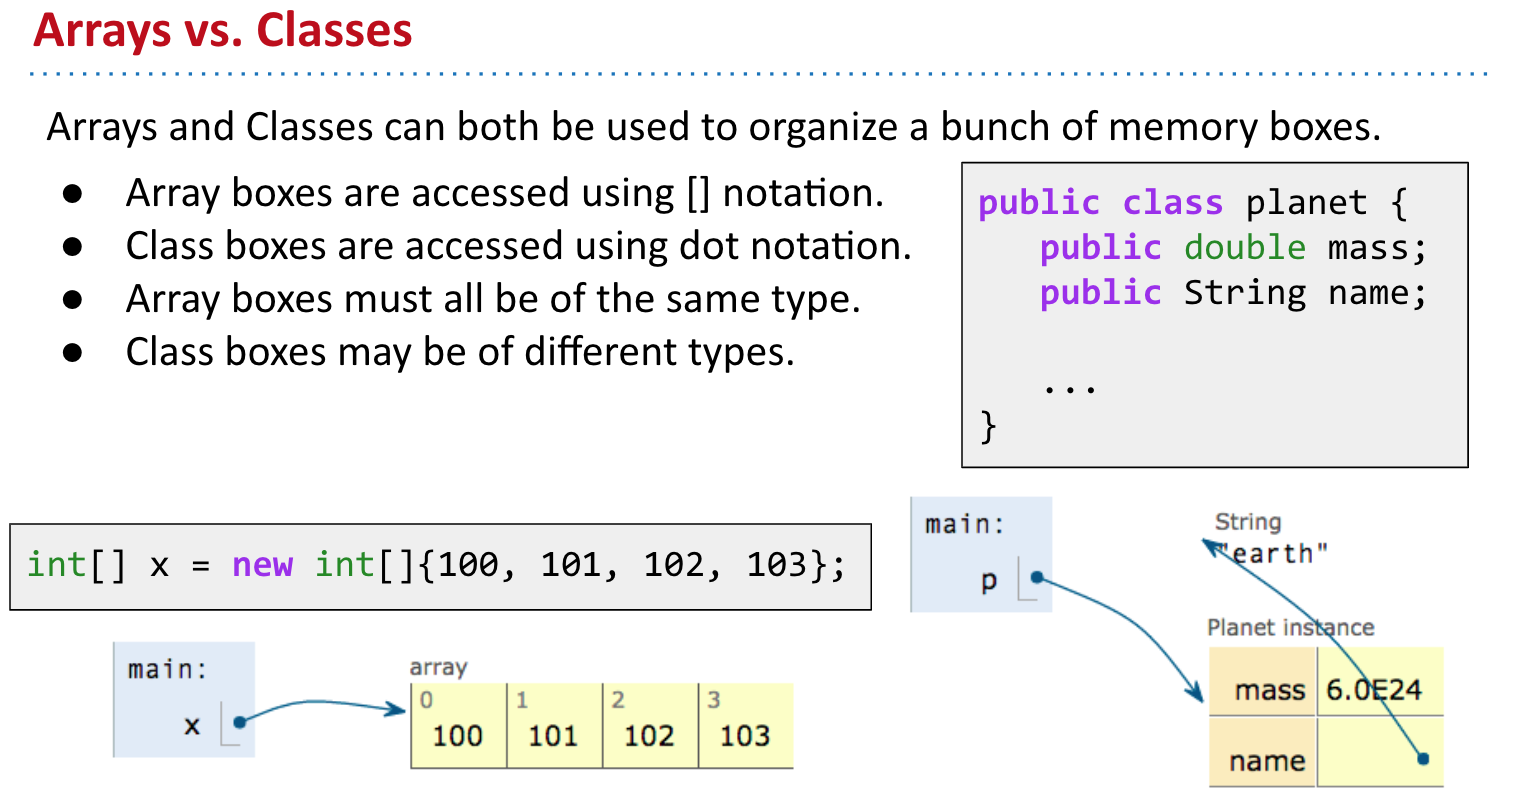 Arrays vs. Classes
Arrays and Classes can both be used to organize a bunch of memory boxes.
● Array boxes are accessed using [] notation.
● Class boxes are accessed using dot notation.
● Array boxes must all be of the same type.
● Class boxes may be of different types.
public class planet {
public double mass;
public String name;
...
}
int[] x = new int[]{100, 101, 102, 103};
main:
x
array
0 1 2 3
100 101 102 103
main:
p
String
"earth"
Planet instance
mass 6.0E24
name